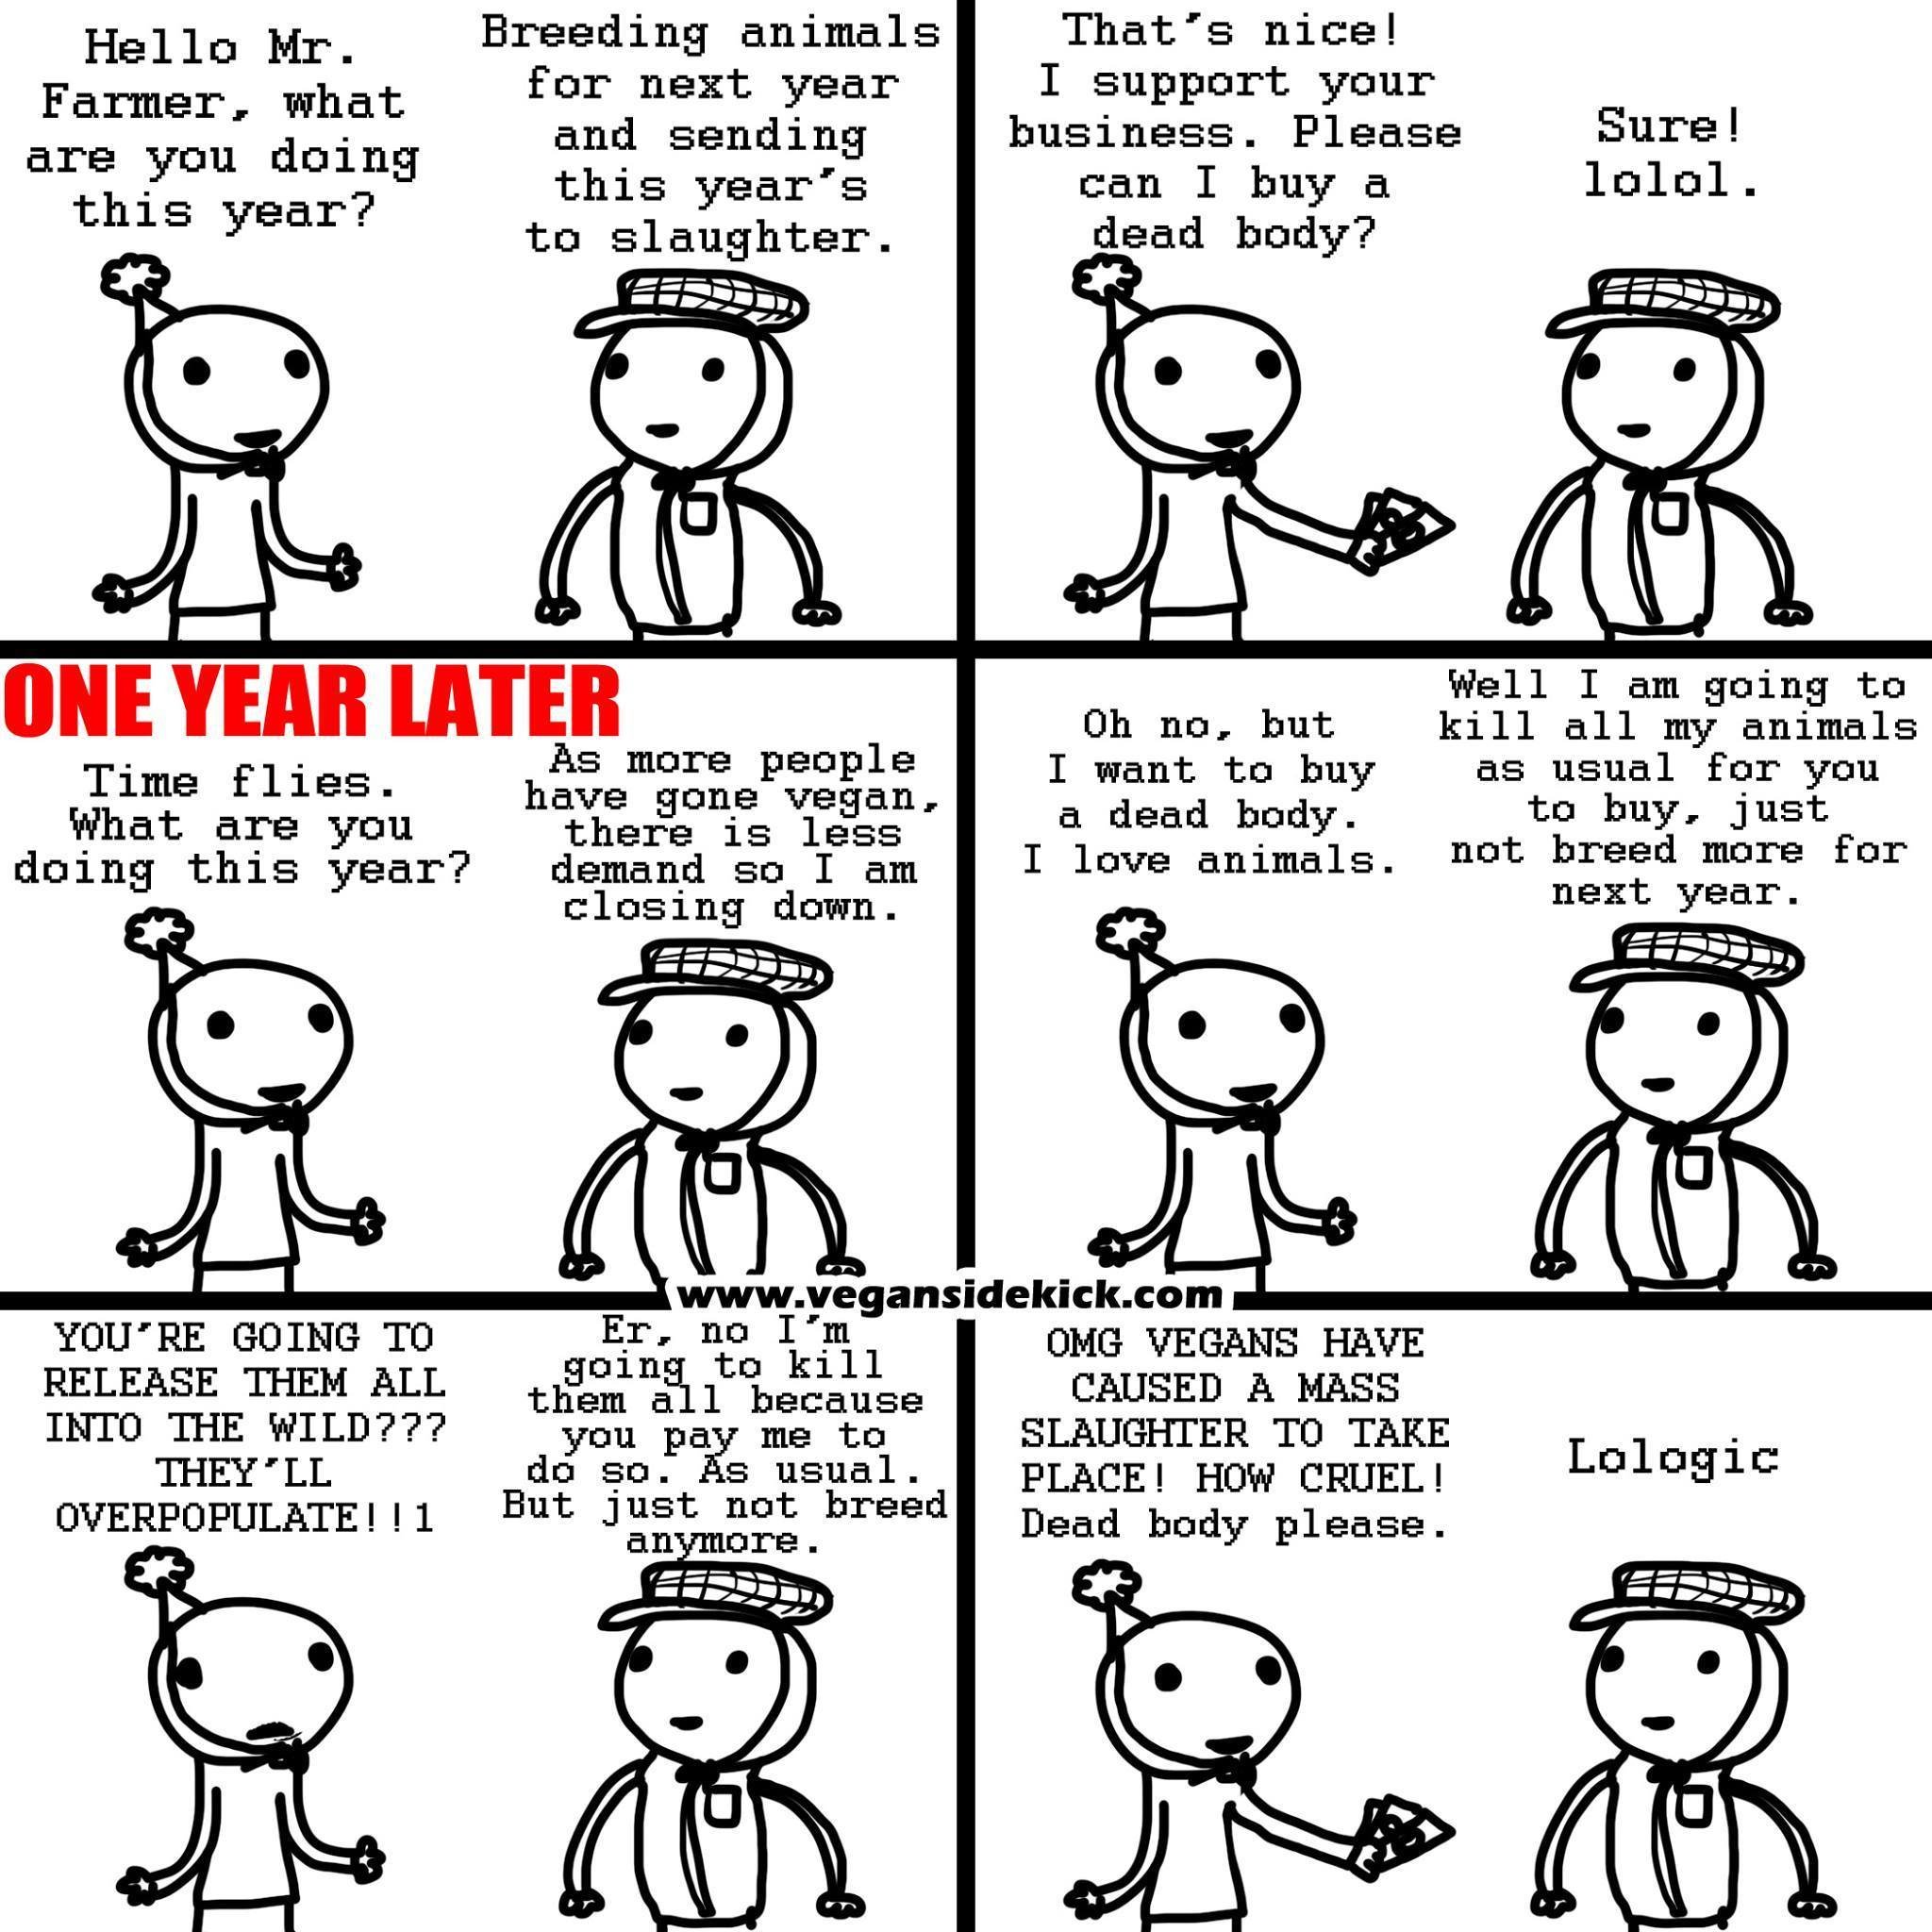 Hello Mr.
Farmer, what
are you doing
this year?
Breeding animals
for next year
and sending
this year's
to slaughter.
That's nice!
I support your
business. Please
can I buy a
dead body?
Sure!
lolol.
ONE YEAR LATER
Time flies.
What are you
doing this year?
As more people
have gone vegan,
there is less
demand so I am
closing down.
Oh no, but
I want to buy
a dead body.
I love animals.
Well I am going to
kill all my animals
as usual for you
to buy, just
not breed more for
next year.
www.vegansidekick.com
YOU'RE GOING TO
RELEASE THEM ALL
INTO THE WILD???
THEY'LL
OVERPOPULATE!!1
Er, no I'm
going to kill
them all because
you pay me to
do so. As usual.
But just not breed
anymore.
OMG VEGANS HAVE
CAUSED A MASS
SLAUGHTER TO TAKE
PLACE! HOW CRUEL!
Dead body please.
Lologic